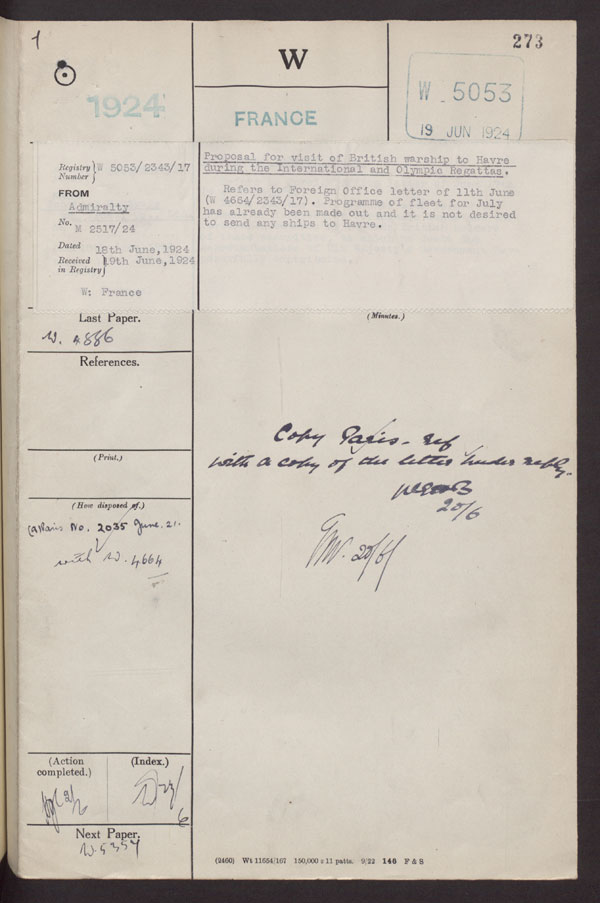 1
273
W
1924
FRANCE
W 5053
19 JUN 1924
Registry Number } W 5053/2343/17
FROM
Admiralty
No. M 2517/24
Dated 18th June, 1924
Received in Registry } 19th June, 1924
W: France
Proposal for visit of British warship to Havre
during the International and Olympic Regattas.
Refers to Foreign Office letter of 11th June
(W 4664/2343/17). Programme of fleet for July
has already been made out and it is not desired
to send any ships to Havre.
Last Paper.
W. 4886
(Minutes.)
References.
Copy Paris - ref
with a copy of the letter under reply.
20/6
20/6
(Print.)
(How disposed of.)
Paris No. 2035 June. 21.
with W. 4664
(Action completed.)
(Index.)
Next Paper.
W. 5354
(2460) Wt 11654/167 150,000 x 11 patts. 9/22 146 F & S